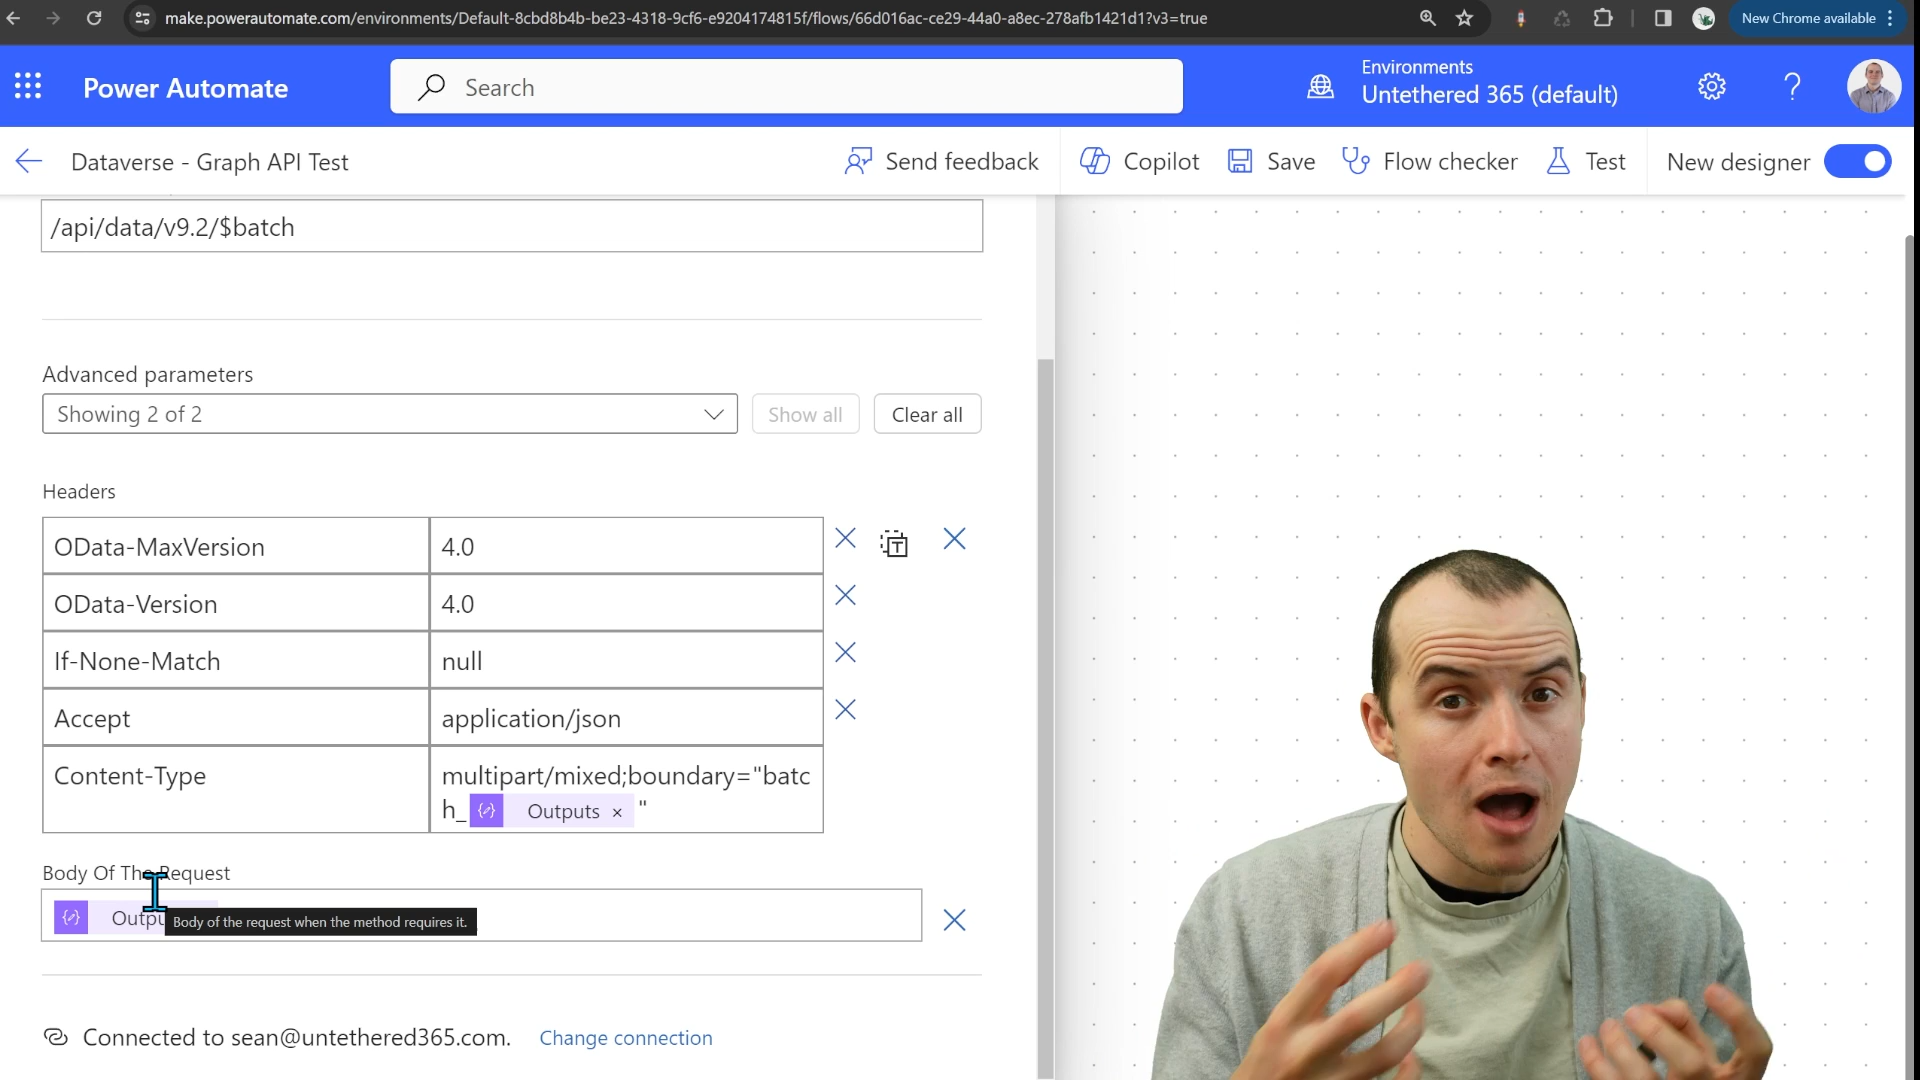 make.powerautomate.com/environments/Default-8cbd8b4b-be23-4318-9cf6-e9204174815f/flows/66d016ac-ce29-44a0-a8ec-278afb1421d1?v3=true
New Chrome available
Power Automate
Search
Environments
Untethered 365 (default)
Dataverse - Graph API Test
Send feedback
Copilot
Save
Flow checker
Test
New designer
/api/data/v9.2/$batch
Advanced parameters
Showing 2 of 2
Show all
Clear all
Headers
OData-MaxVersion
4.0
OData-Version
4.0
If-None-Match
null
Accept
application/json
Content-Type
multipart/mixed;boundary="batc
h_ Outputs × "
Body Of The Request
Outpu
Body of the request when the method requires it.
Connected to sean@untethered365.com.
Change connection